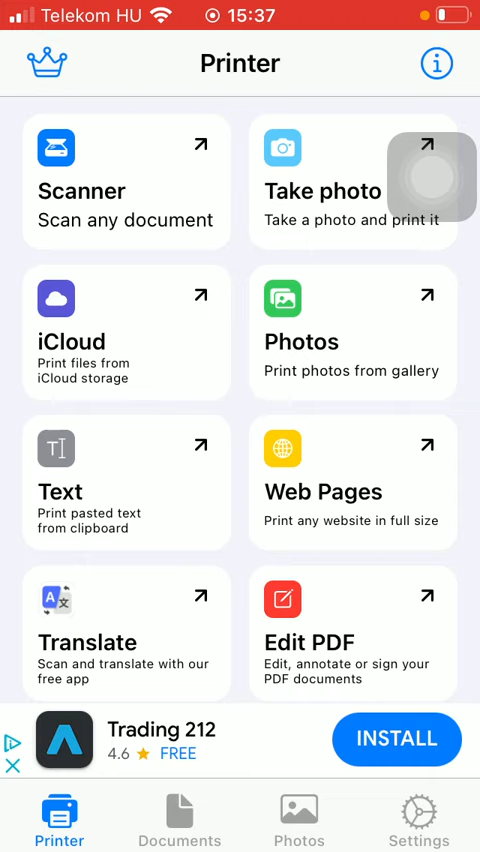 Telekom HU 15:37
Printer
Scanner
Scan any document
Take photo
Take a photo and print it
iCloud
Print files from
iCloud storage
Photos
Print photos from gallery
Text
Print pasted text
from clipboard
Web Pages
Print any website in full size
Translate
Scan and translate with our
free app
Edit PDF
Edit, annotate or sign your
PDF documents
Trading 212
4.6 ★ FREE
INSTALL
Printer Documents Photos Settings